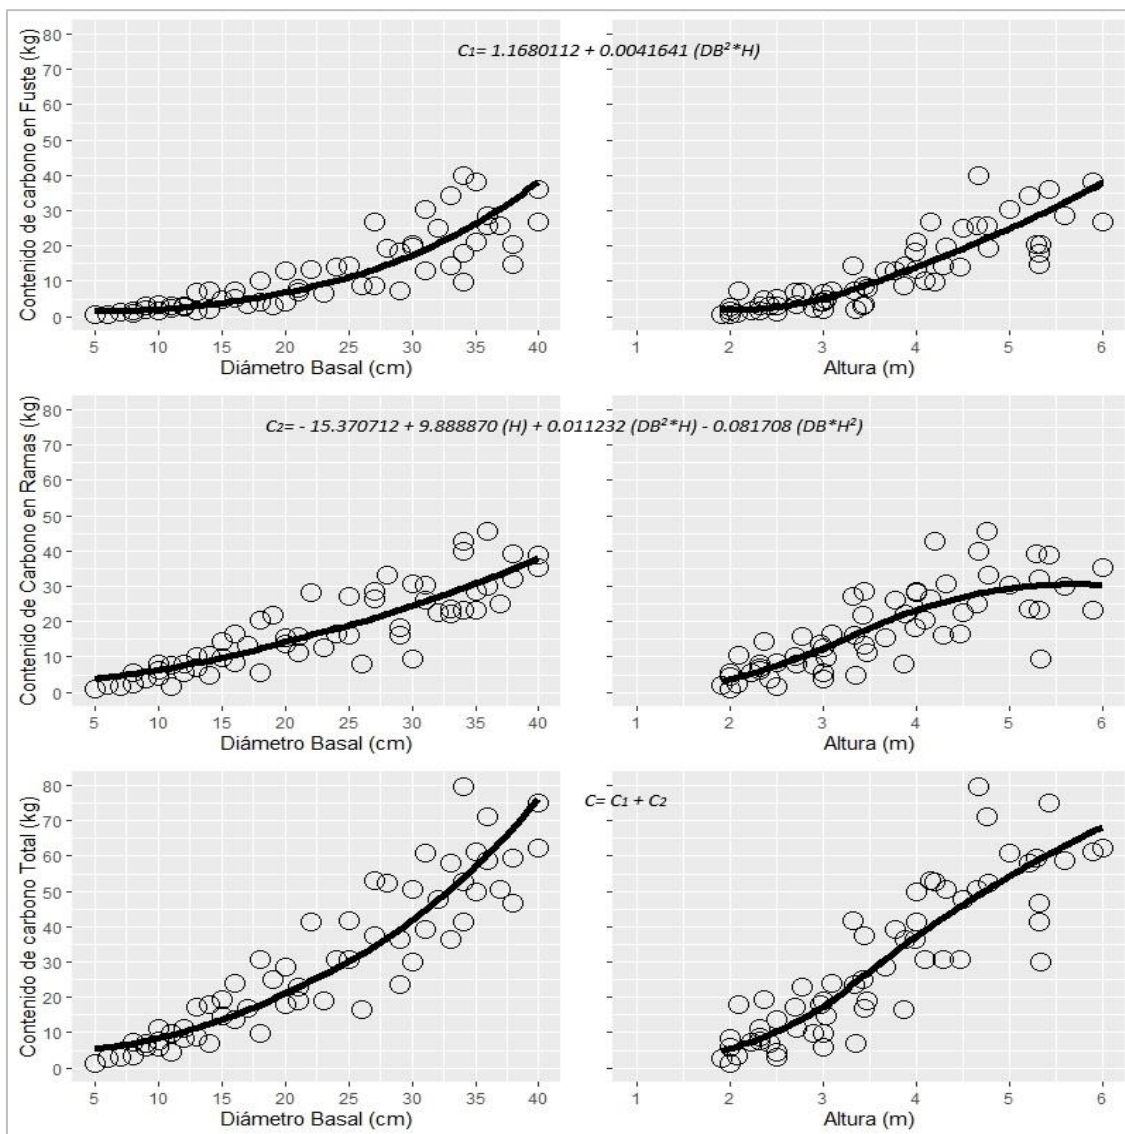 Contenido de carbono en Fuste (kg)
80
70
60
50
40
30
20
10
0
C₁= 1.1680112 + 0.0041641 (DB²*H)
5 10 15 20 25 30 35 40
Diámetro Basal (cm)
1 2 3 4 5 6
Altura (m)
Contenido de Carbono en Ramas (kg)
80
70
60
50
40
30
20
10
0
C₂= - 15.370712 + 9.888870 (H) + 0.011232 (DB²*H) - 0.081708 (DB*H²)
5 10 15 20 25 30 35 40
Diámetro Basal (cm)
1 2 3 4 5 6
Altura (m)
Contenido de carbono Total (kg)
80
70
60
50
40
30
20
10
0
C= C₁ + C₂
5 10 15 20 25 30 35 40
Diámetro Basal (cm)
1 2 3 4 5 6
Altura (m)